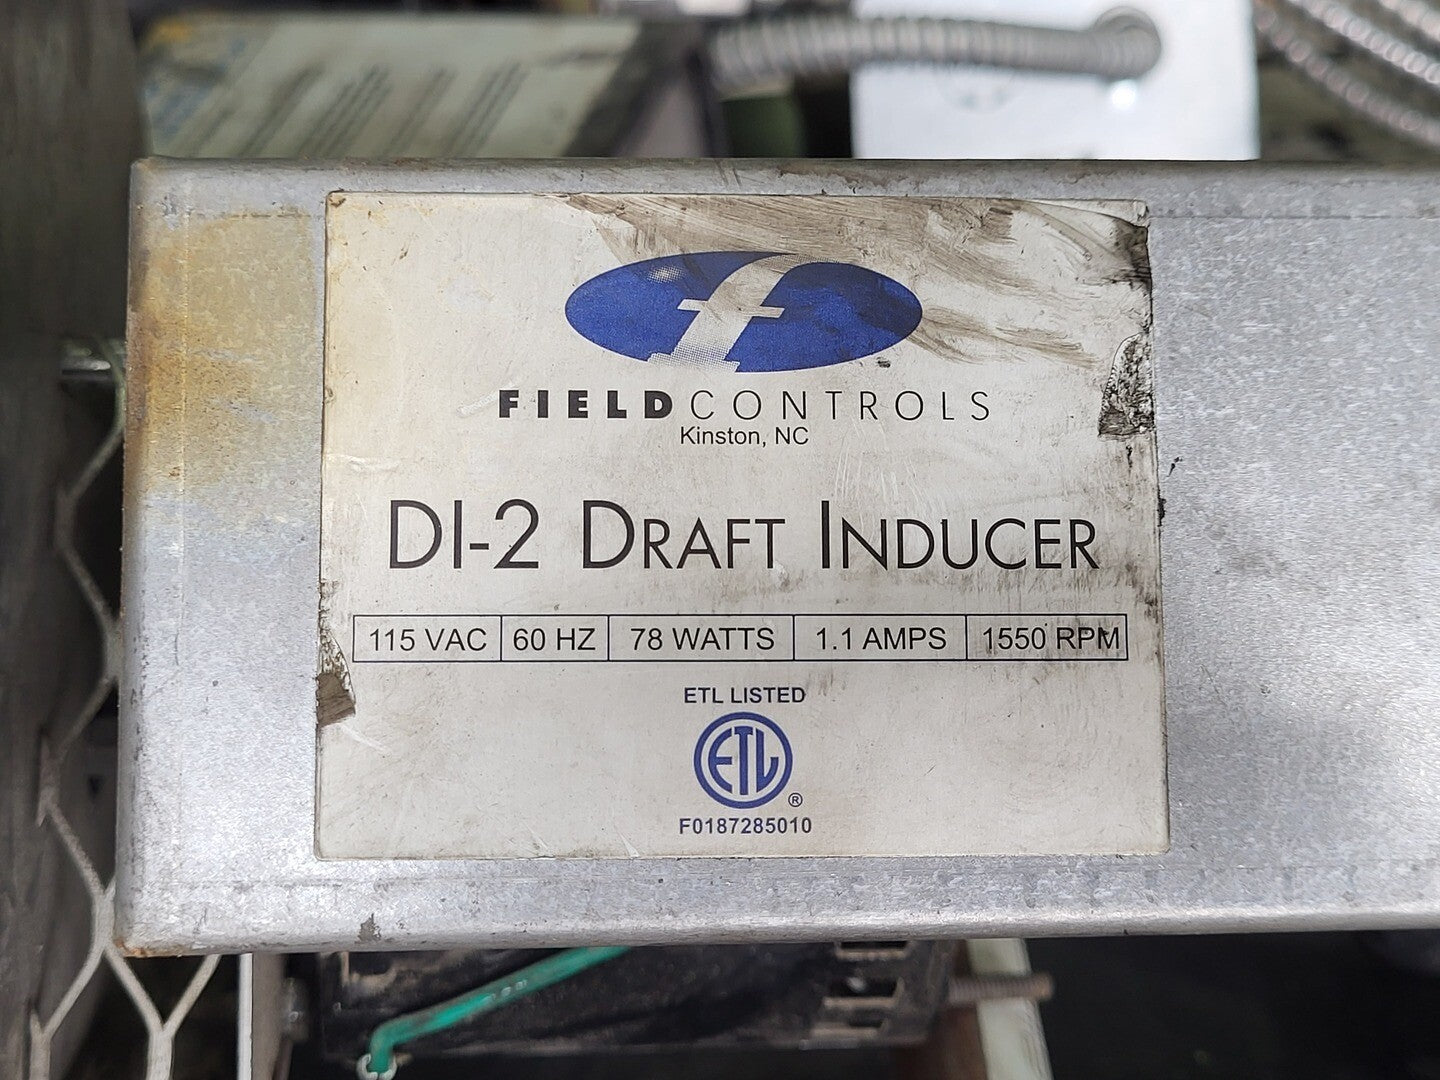 f
FIELDCONTROLS
Kinston, NC
DI-2 DRAFT INDUCER
115 VAC 60 HZ 78 WATTS 1.1 AMPS 1550 RPM
ETL LISTED
ETL ®
F0187285010